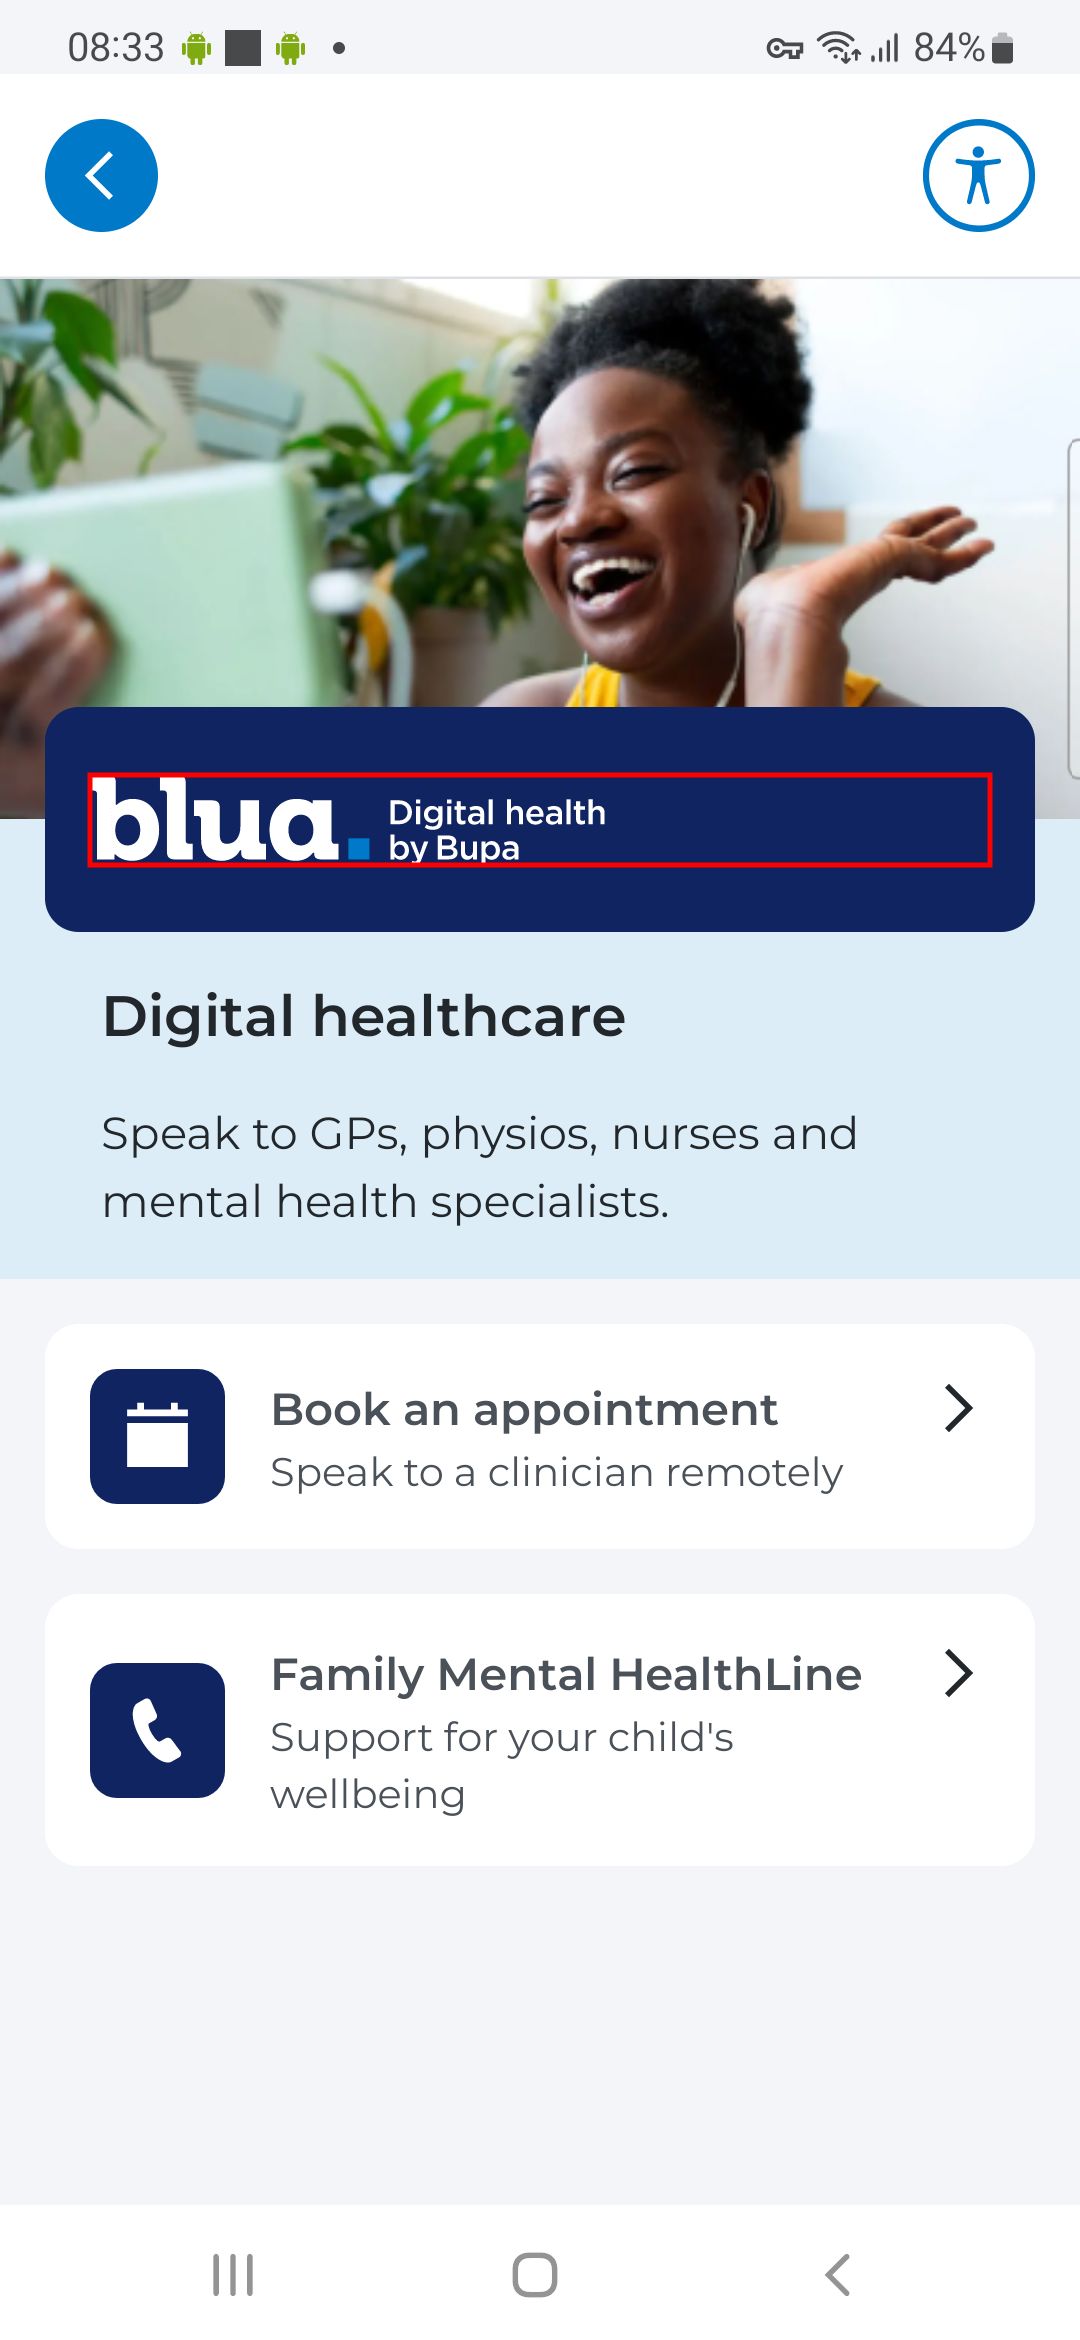 08:33
84%
blua.
Digital health
by Bupa
Digital healthcare
Speak to GPs, physios, nurses and
mental health specialists.
Book an appointment
Speak to a clinician remotely
Family Mental HealthLine
Support for your child's
wellbeing